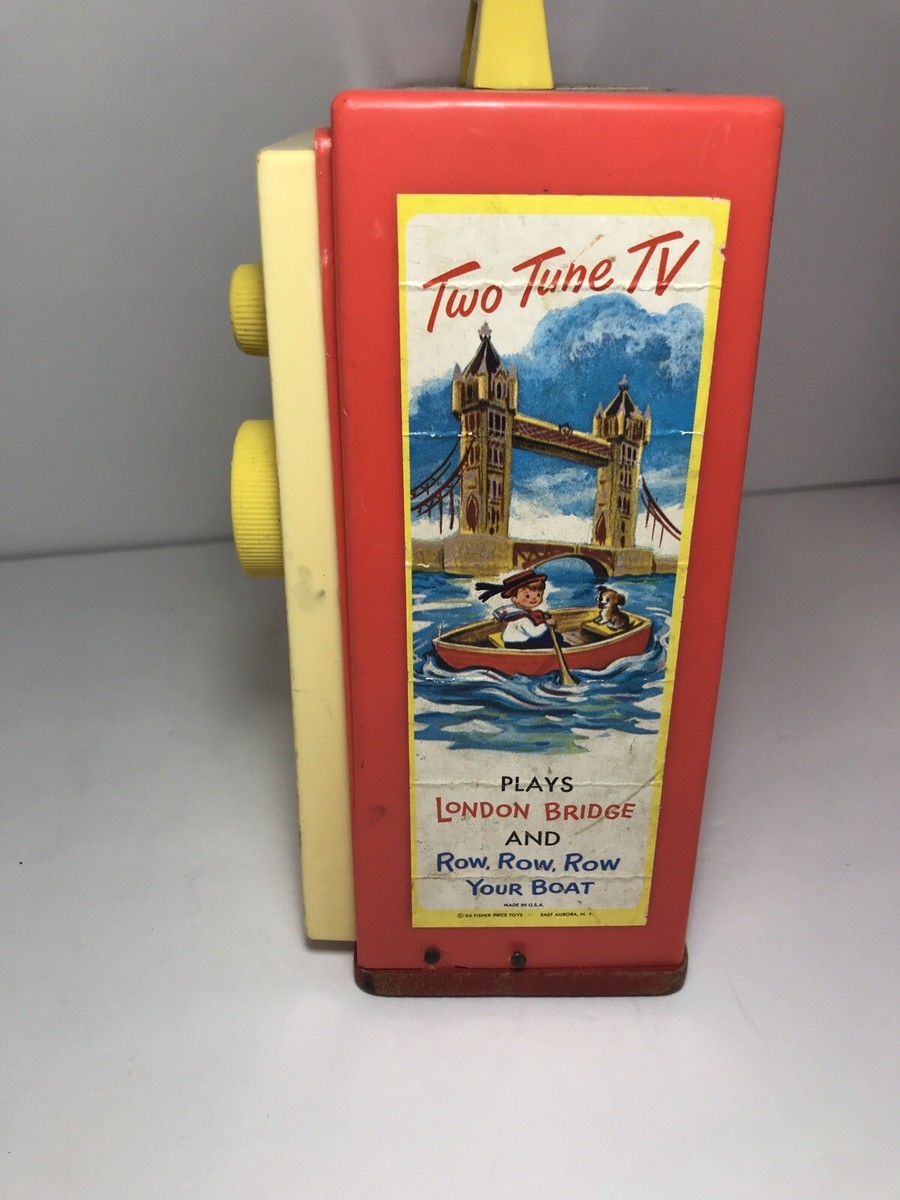 Two Tune TV
PLAYS
LONDON BRIDGE
AND
ROW, ROW, ROW
YOUR BOAT
MADE IN U.S.A.
©'66 FISHER-PRICE TOYS · EAST AURORA, N. Y.